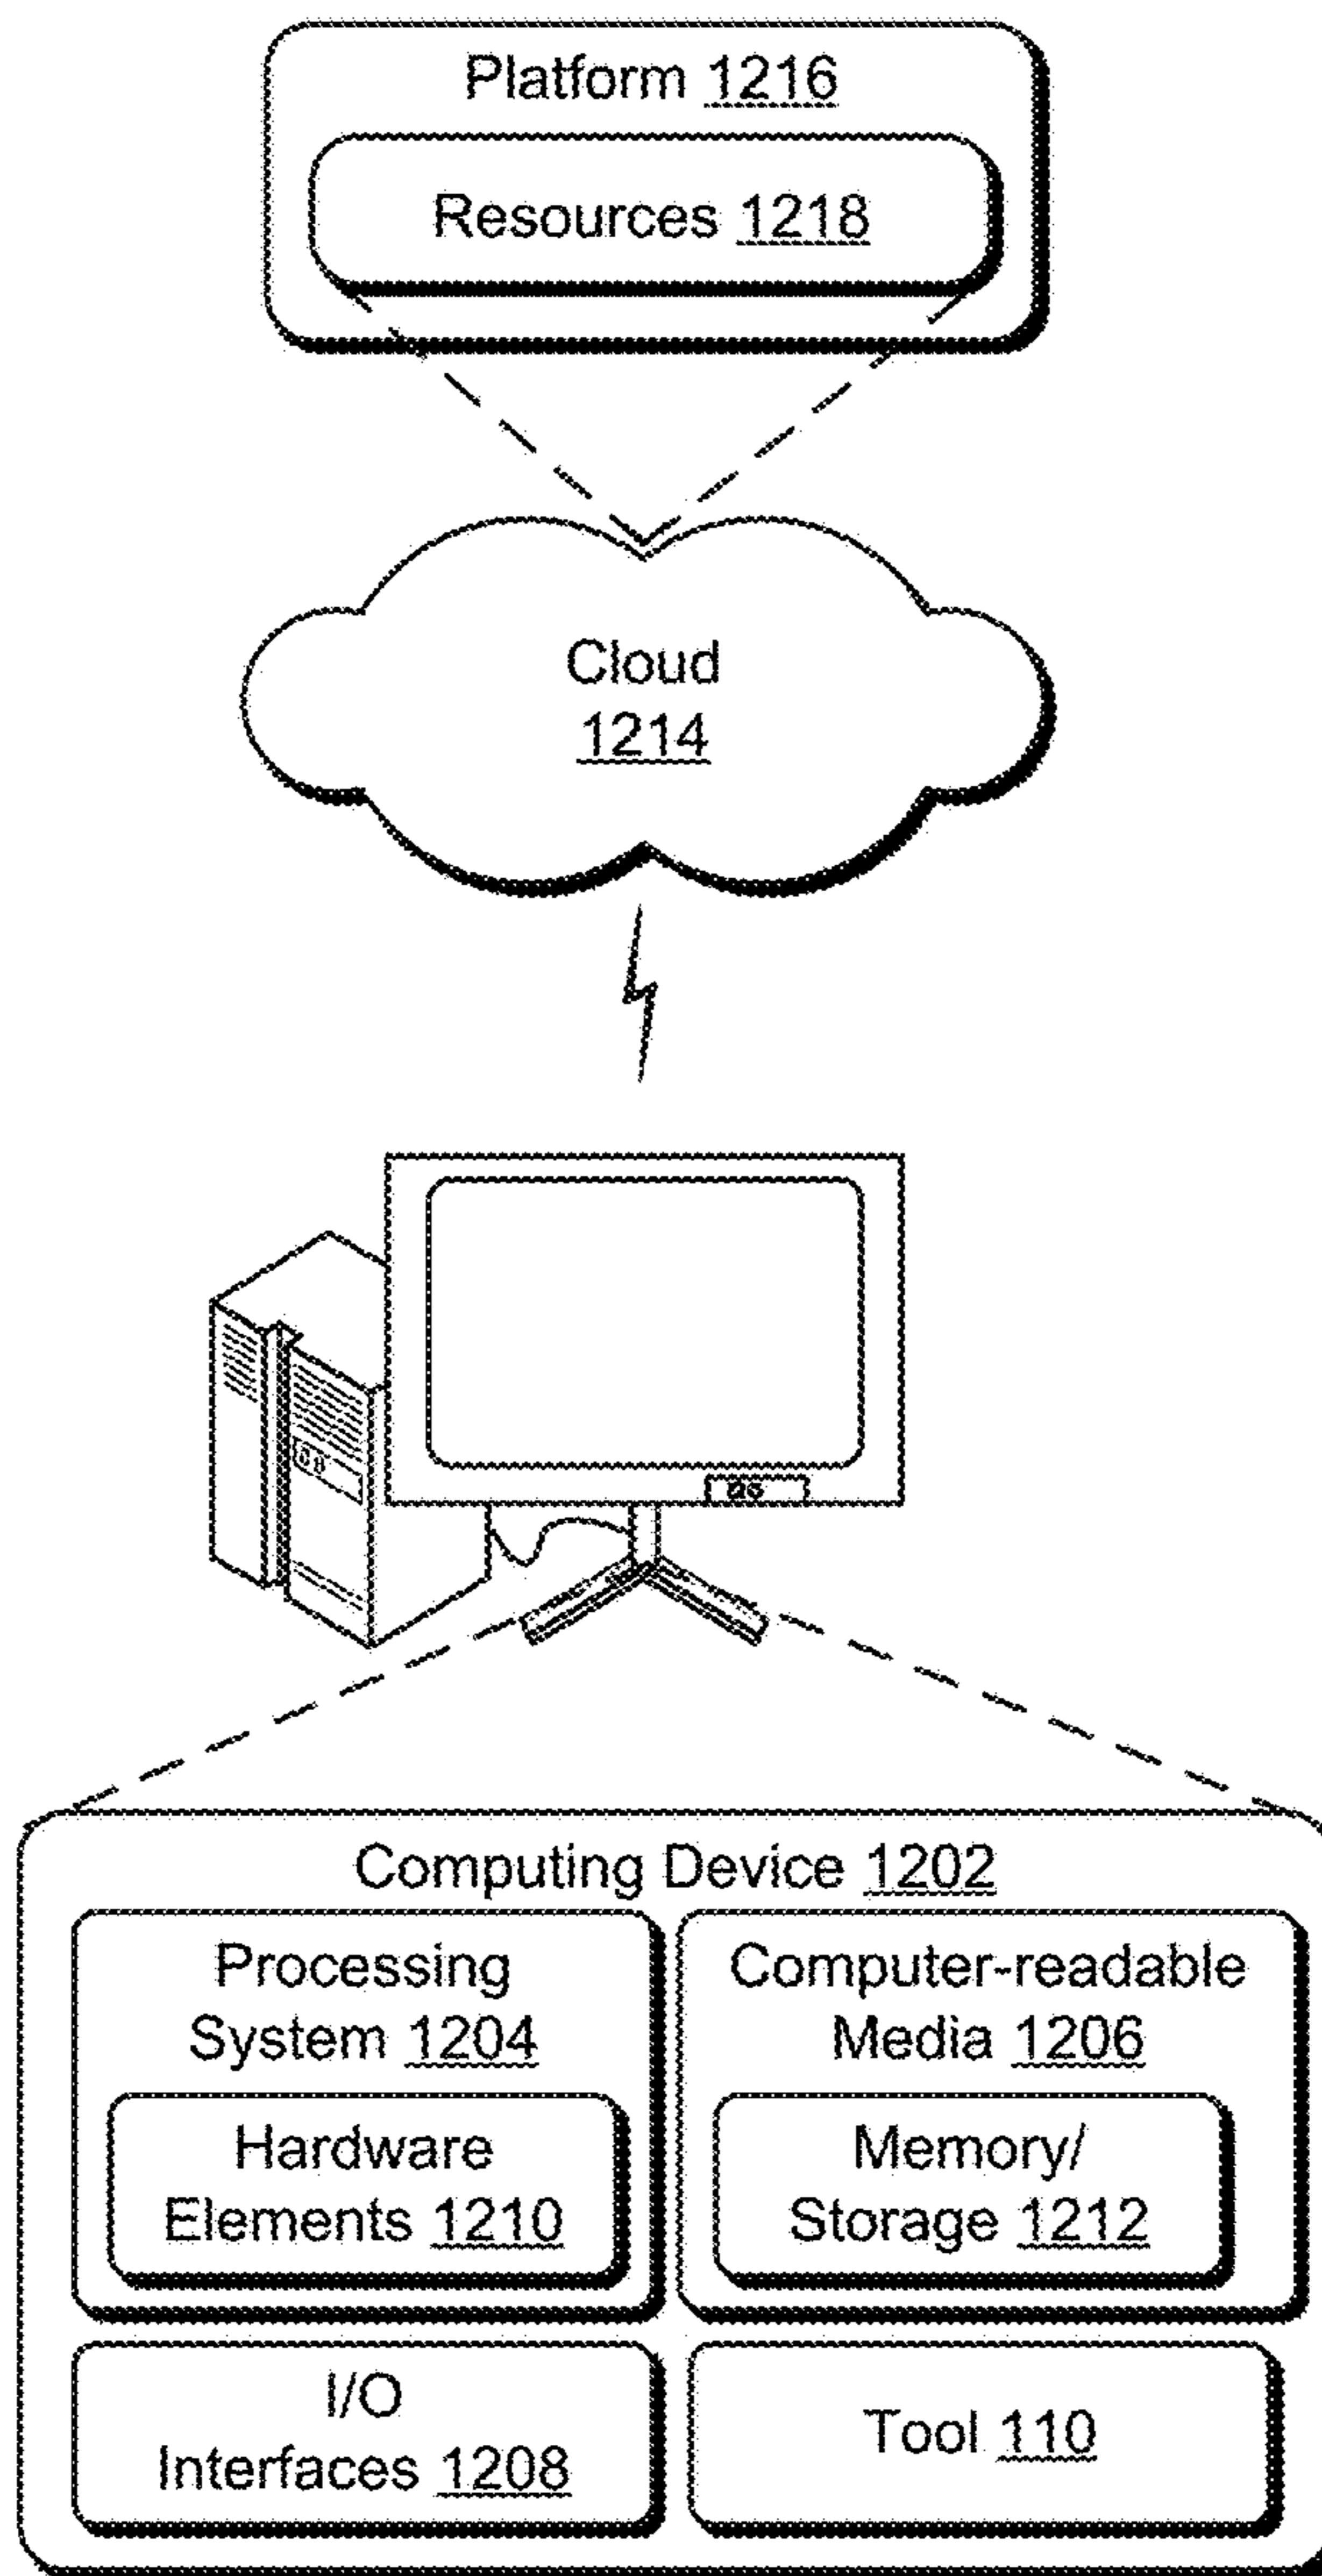 Platform 1216
Resources 1218
Cloud
1214
Computing Device 1202
Processing
System 1204
Hardware
Elements 1210
Computer-readable
Media 1206
Memory/
Storage 1212
I/O
Interfaces 1208
Tool 110